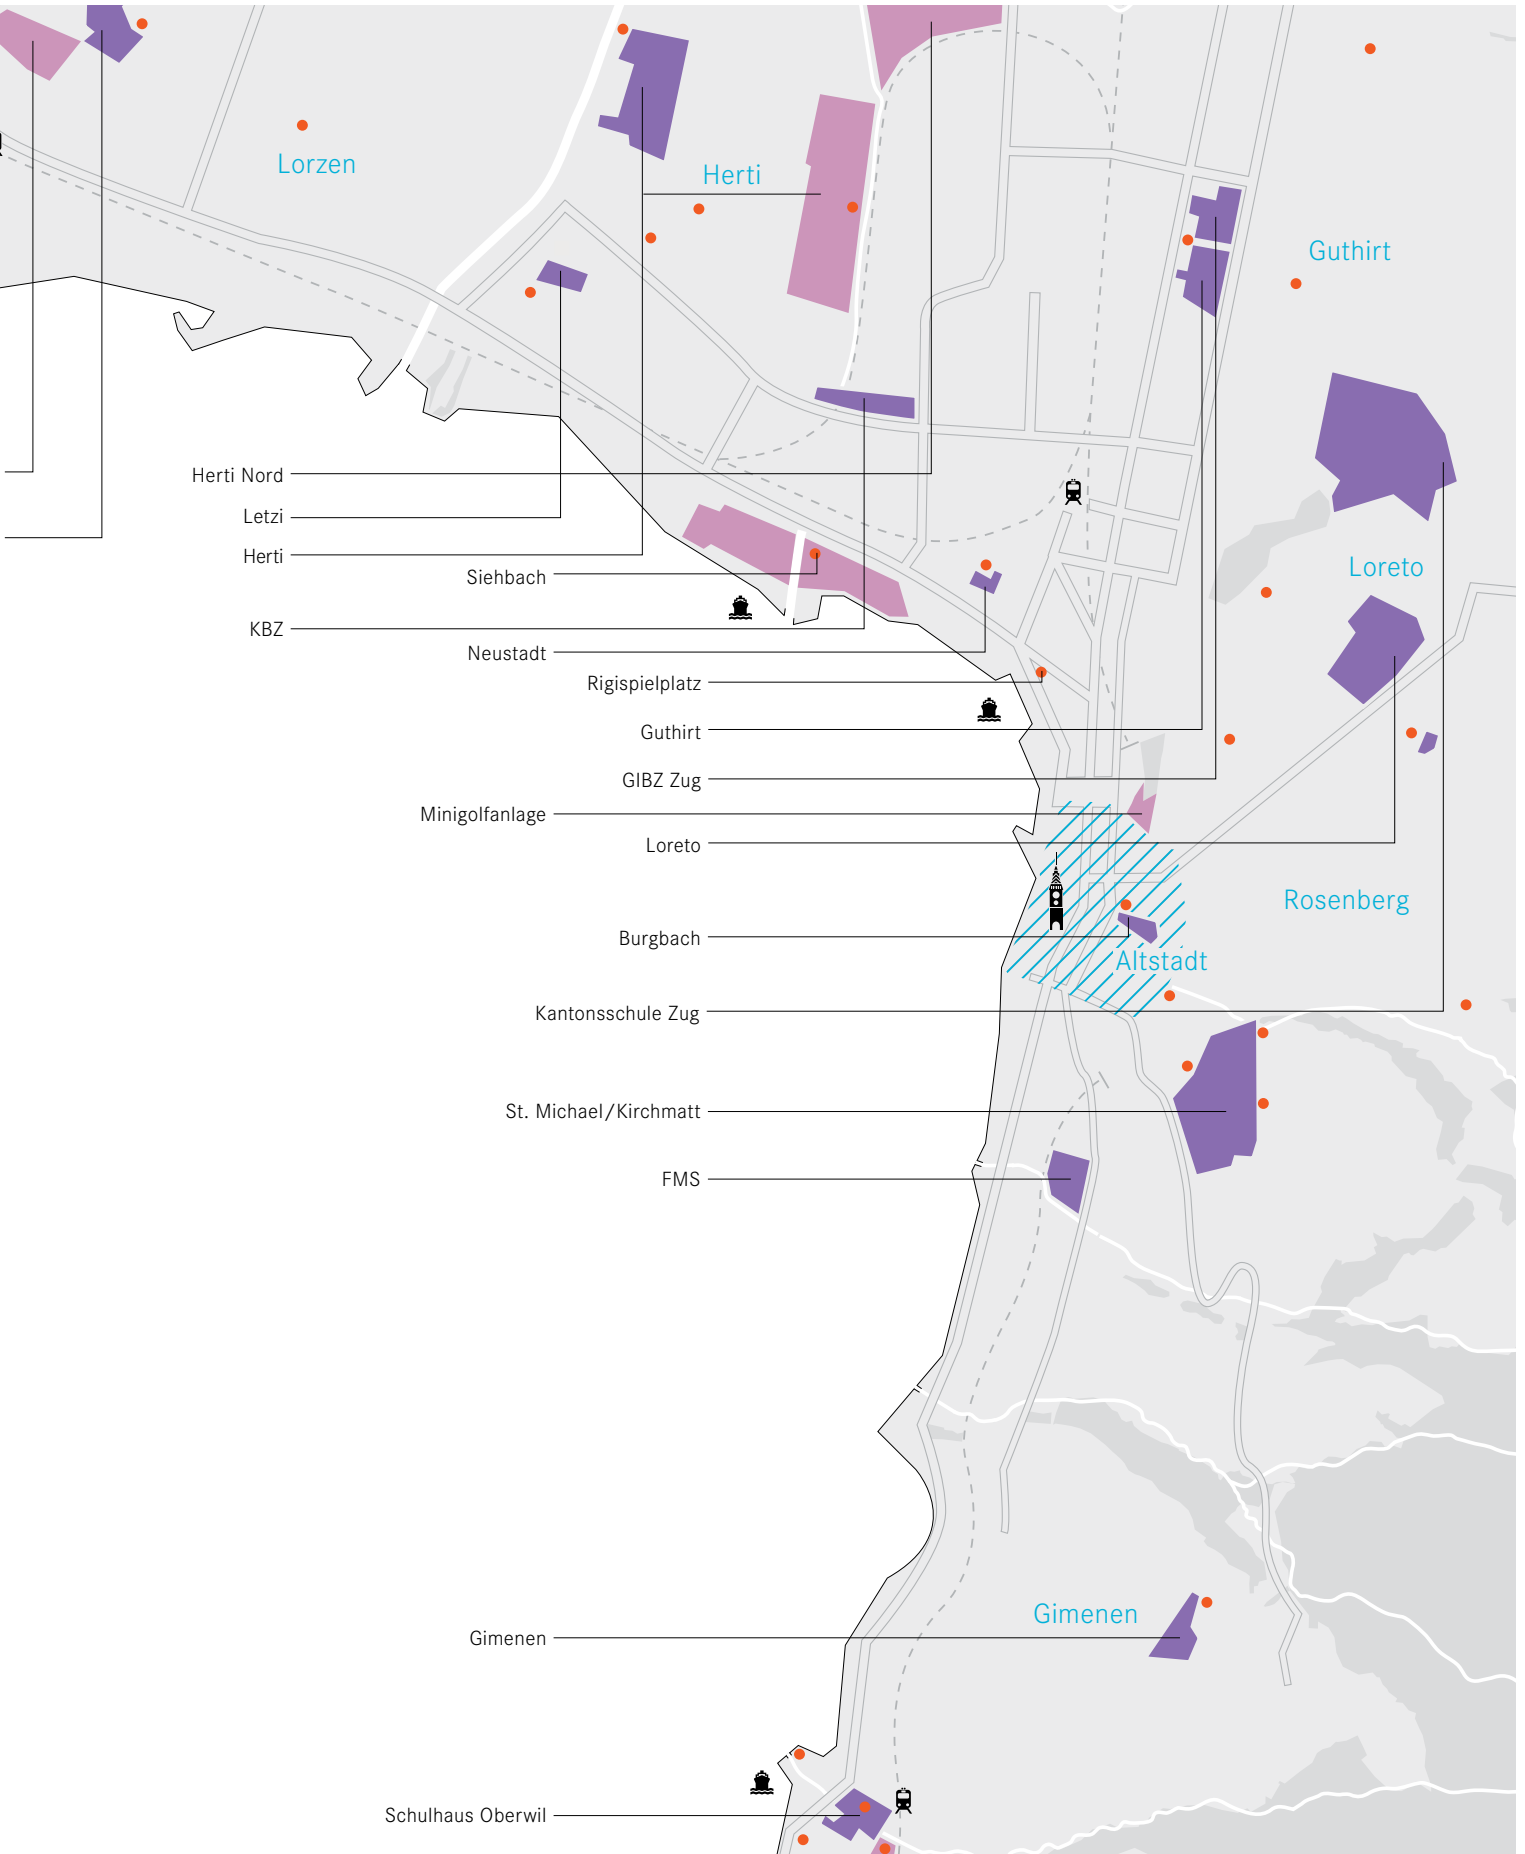 Lorzen
Herti
Guthirt
Herti Nord
Letzi
Herti
Siehbach
Loreto
KBZ
Neustadt
Rigispielplatz
Guthirt
GIBZ Zug
Minigolfanlage
Loreto
Rosenberg
Burgbach
Altstadt
Kantonsschule Zug
St. Michael/Kirchmatt
FMS
Gimenen
Gimenen
Schulhaus Oberwil